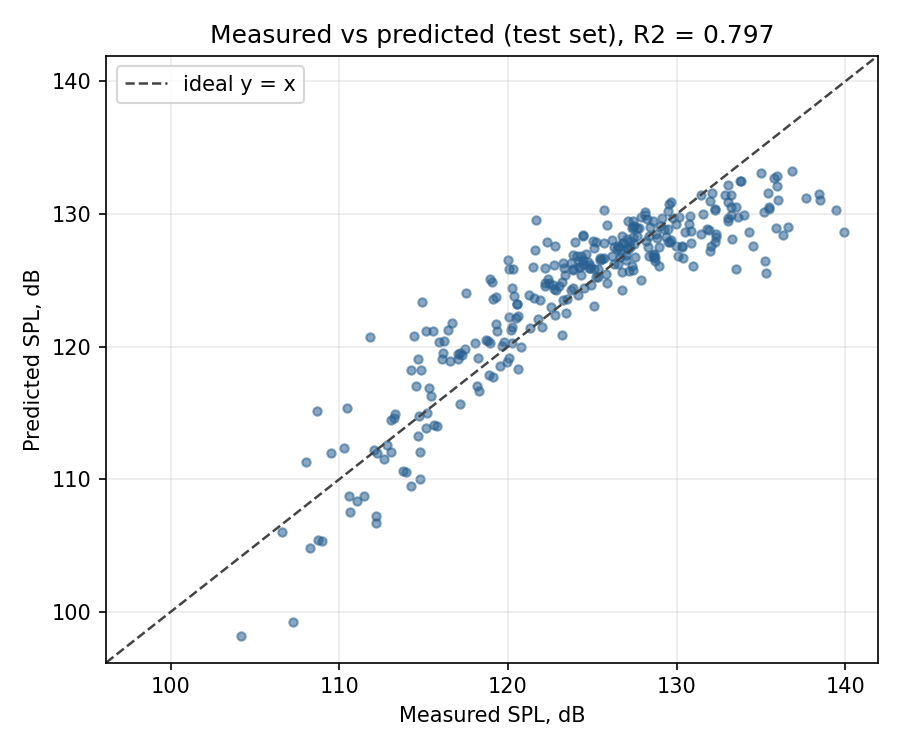 Measured vs predicted (test set), R2 = 0.797
ideal y = x
Predicted SPL, dB
140
130
120
110
100
100 110 120 130 140
Measured SPL, dB